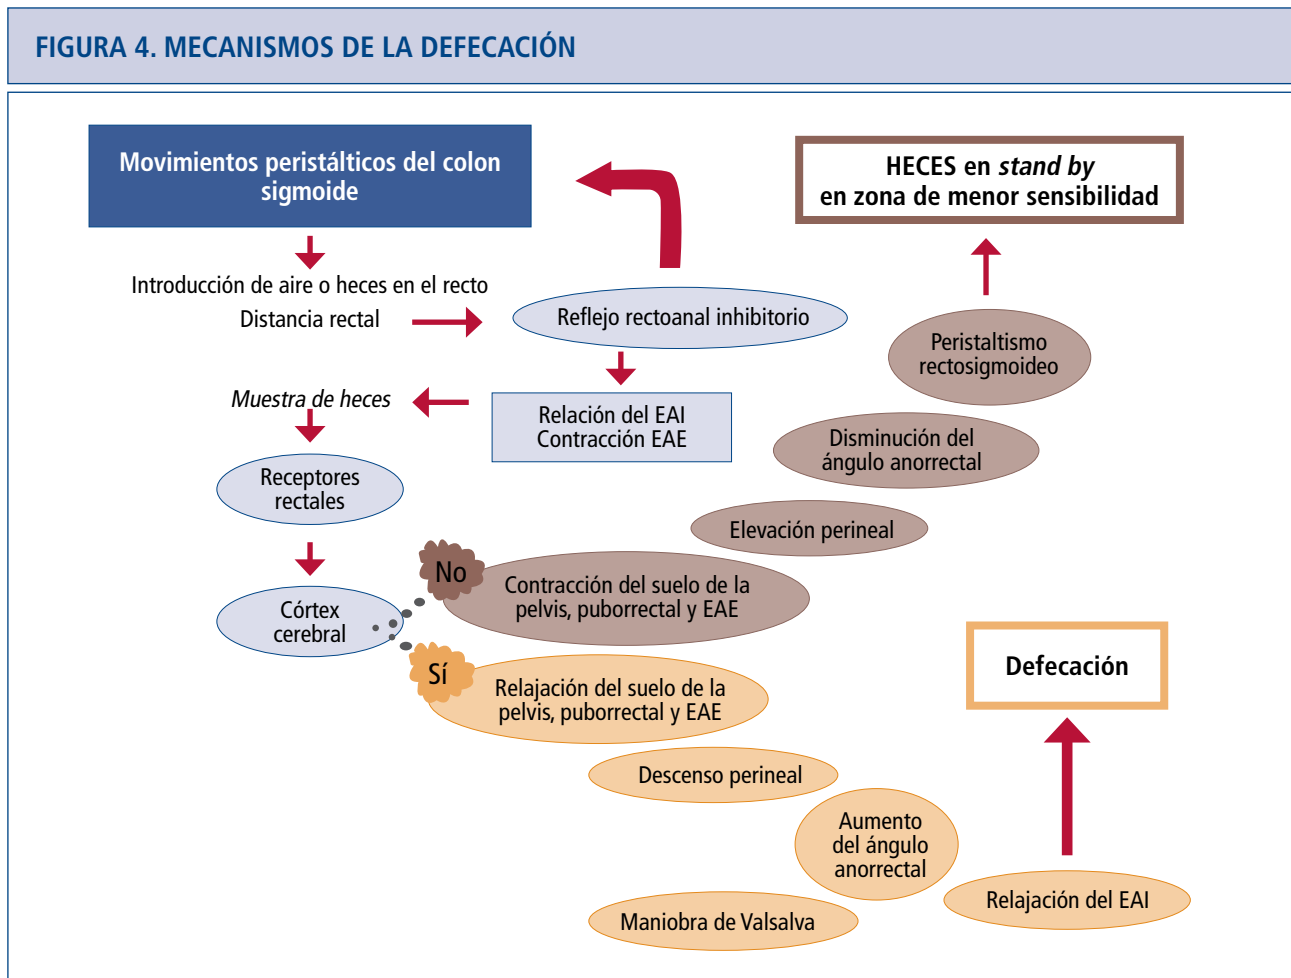 FIGURA 4. MECANISMOS DE LA DEFECACIÓN
Movimientos peristálticos del colon
sigmoide
HECES en stand by
en zona de menor sensibilidad
Introducción de aire o heces en el recto
Distancia rectal
Reflejo rectoanal inhibitorio
Peristaltismo
rectosigmoideo
Muestra de heces
Relación del EAI
Contracción EAE
Disminución del
ángulo anorrectal
Receptores
rectales
Elevación perineal
No
Contracción del suelo de la
pelvis, puborrectal y EAE
Córtex
cerebral
Sí
Relajación del suelo de la
pelvis, puborrectal y EAE
Defecación
Descenso perineal
Aumento
del ángulo
anorrectal
Relajación del EAI
Maniobra de Valsalva